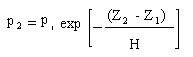 p₂ = p₁ exp [ - (Z₂ - Z₁) / H ]